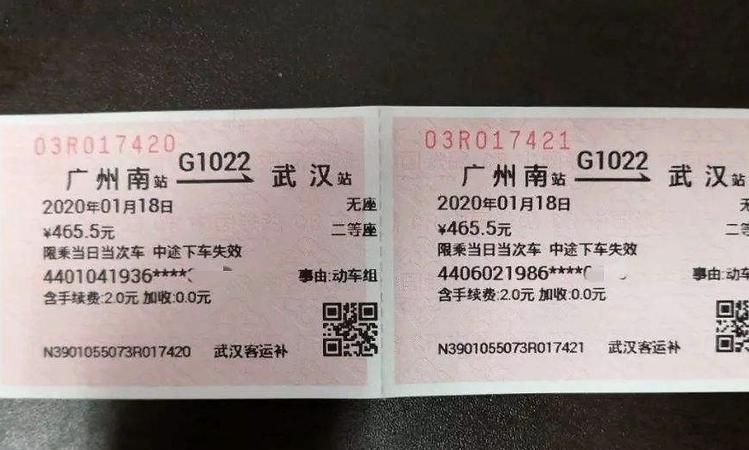 03R017420
G1022
广州南站 武汉站
2020年01月18日 无座
¥465.5元 二等座
限乘当日当次车 中途下车失效
4401041936****
事由:动车组
含手续费:2.0元 加收:0.0元
N3901055073R017420 武汉客运补
03R017421
G1022
广州南站 武汉站
2020年01月18日 无
¥465.5元 二
限乘当日当次车 中途下车失效
4406021986****
事由:动
含手续费:2.0元 加收:0.0元
N3901055073R017421 武汉客运补